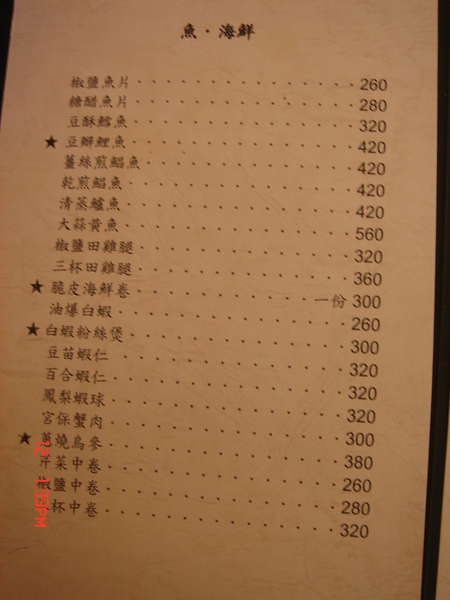 魚・海鮮
椒鹽魚片 260
糖醋魚片 280
豆酥鱈魚 320
★ 豆瓣鯉魚 420
薑絲煎鯧魚 420
乾煎鯧魚 420
清蒸鱸魚 420
大蒜黃魚 560
椒鹽田雞腿 320
三杯田雞腿 360
★ 脆皮海鮮卷 一份 300
油爆白蝦 260
★ 白蝦粉絲煲 300
豆苗蝦仁 320
百合蝦仁 320
鳳梨蝦球 320
宮保蟹肉 300
★ 蔥燒烏參 380
芹菜中卷 260
椒鹽中卷 280
杯中卷 320